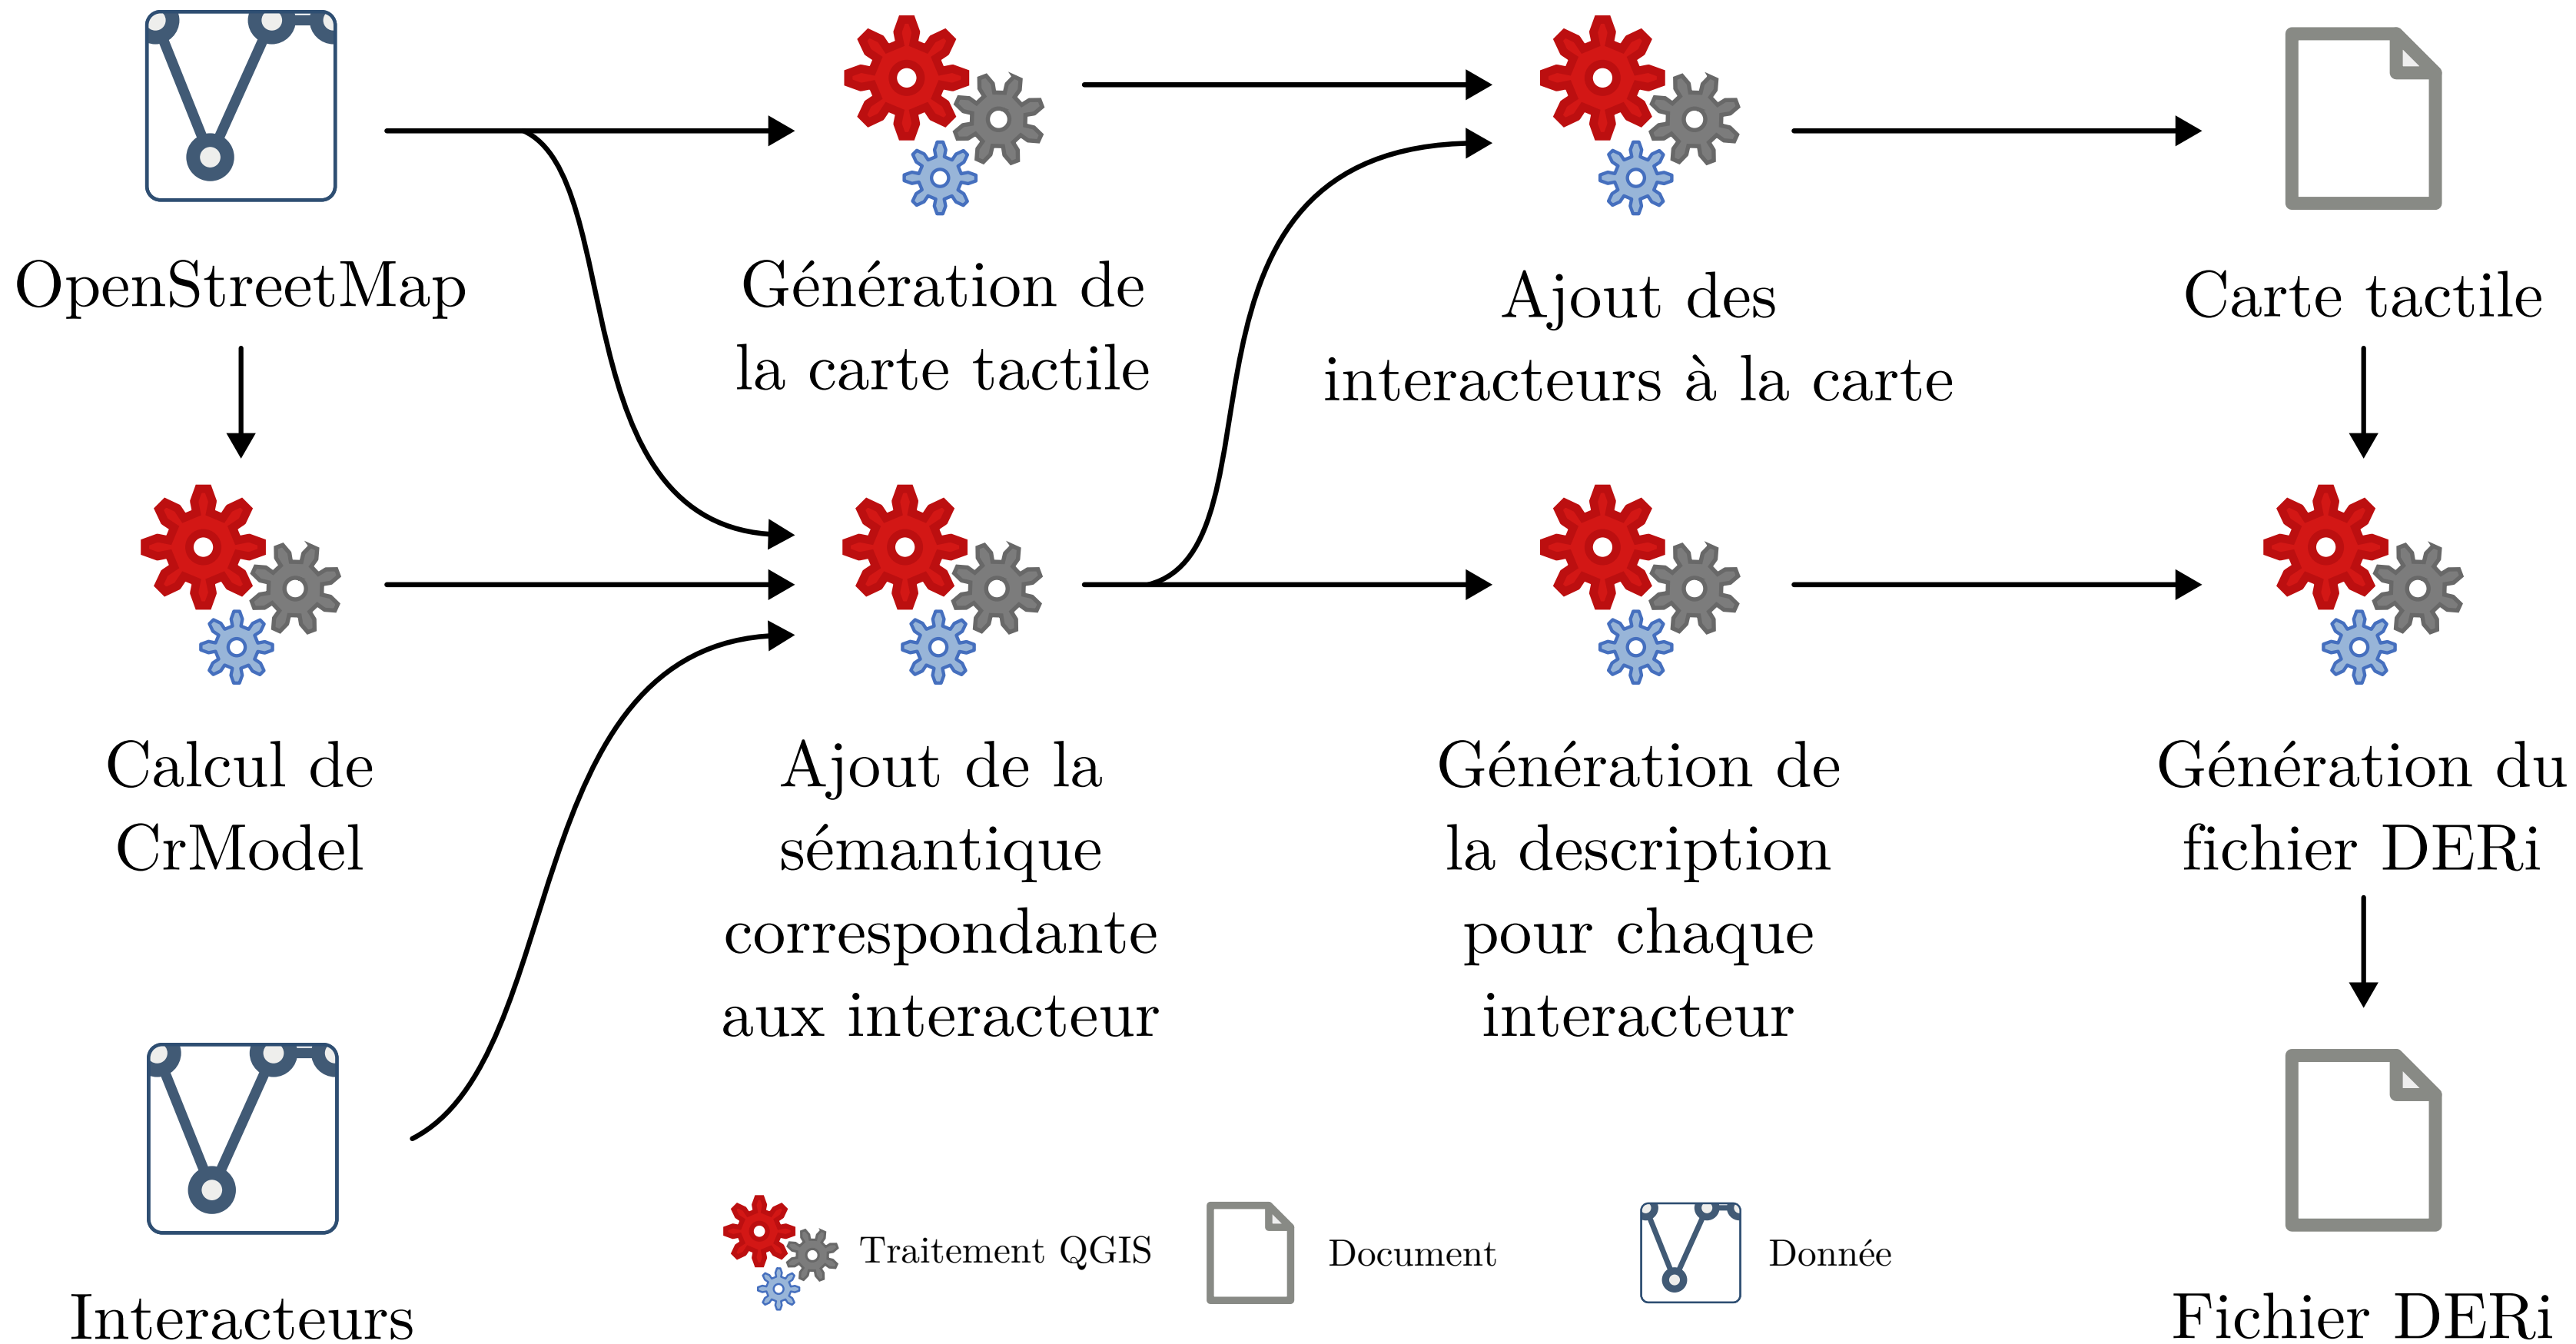 OpenStreetMap
Génération de
la carte tactile
Ajout des
interacteurs à la carte
Carte tactile
Calcul de
CrModel
Ajout de la
sémantique
correspondante
aux interacteur
Génération de
la description
pour chaque
interacteur
Génération du
fichier DERi
Interacteurs
Traitement QGIS
Document
Donnée
Fichier DERi